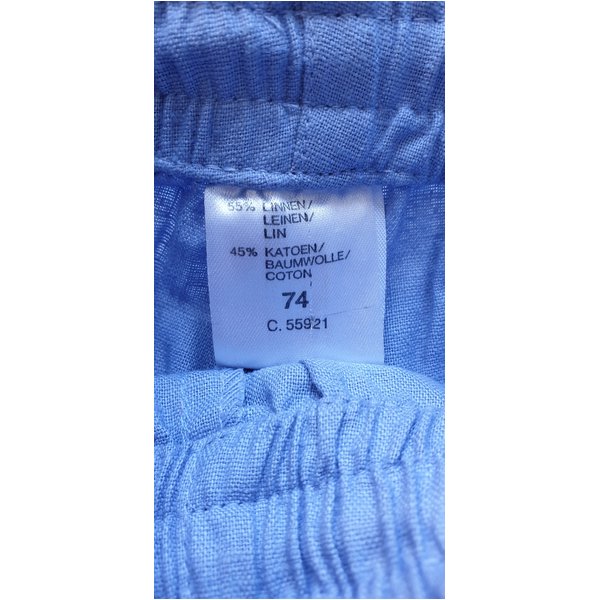 55% LINNEN/
LEINEN/
LIN
45% KATOEN/
BAUMWOLLE/
COTON
74
C. 55921